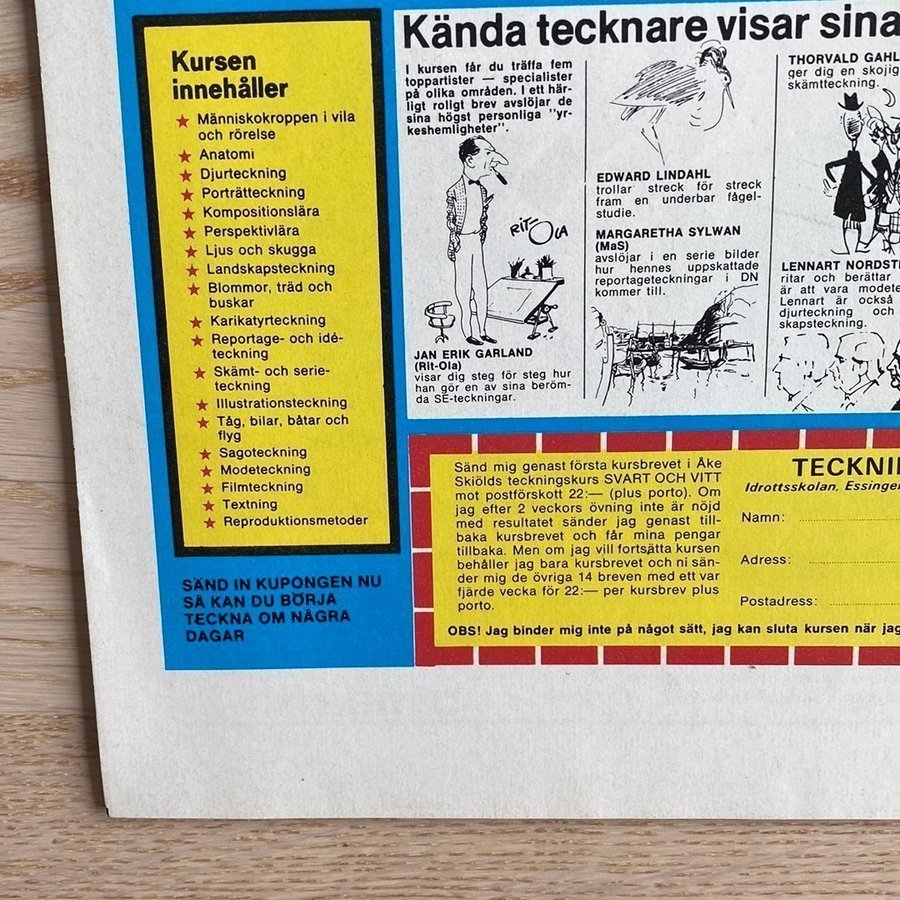 Kursen
innehåller
Människokroppen i vila
och rörelse
Anatomi
Djurteckning
Porträtteckning
Kompositionslära
Perspektivlära
Ljus och skugga
Landskapsteckning
Blommor, träd och
buskar
Karikatyrteckning
Reportage- och idé-
teckning
Skämt- och serie-
teckning
Illustrationsteckning
Tåg, bilar, båtar och
flyg
Sagoteckning
Modeteckning
Filmteckning
Textning
Reproduktionsmetoder
SÄND IN KUPONGEN NU
SÅ KAN DU BÖRJA
TECKNA OM NÅGRA
DAGAR
Kända tecknare visar sina
I kursen får du träffa fem
toppartister — specialister
på olika områden. I ett här-
ligt roligt brev avslöjar de
sina högst personliga "yr-
keshemligheter".
RIT-OLA
JAN ERIK GARLAND
(Rit-Ola)
visar dig steg för steg hur
han gör en av sina beröm-
da SE-teckningar.
EDWARD LINDAHL
trollar streck för streck
fram en underbar fågel-
studie.
MARGARETHA SYLWAN
(MaS)
avslöjar i en serie bilder
hur hennes uppskattade
reportageteckningar i DN
kommer till.
THORVALD GAHL
ger dig en skojig
skämtteckning.
LENNART NORDST
ritar och berättar
är att vara modete
Lennart är också
djurteckning och
skapsteckning.
Sänd mig genast första kursbrevet i Åke
Skiölds teckningskurs SVART OCH VITT
mot postförskott 22:— (plus porto). Om
jag efter 2 veckors övning inte är nöjd
med resultatet sänder jag genast till-
baka kursbrevet och får mina pengar
tillbaka. Men om jag vill fortsätta kursen
behåller jag bara kursbrevet och ni sän-
der mig de övriga 14 breven med ett var
fjärde vecka för 22:— per kursbrev plus
porto.
TECKNI
Idrottsskolan, Essinge
Namn:
Adress:
Postadress:
OBS! Jag binder mig inte på något sätt, jag kan sluta kursen när jag